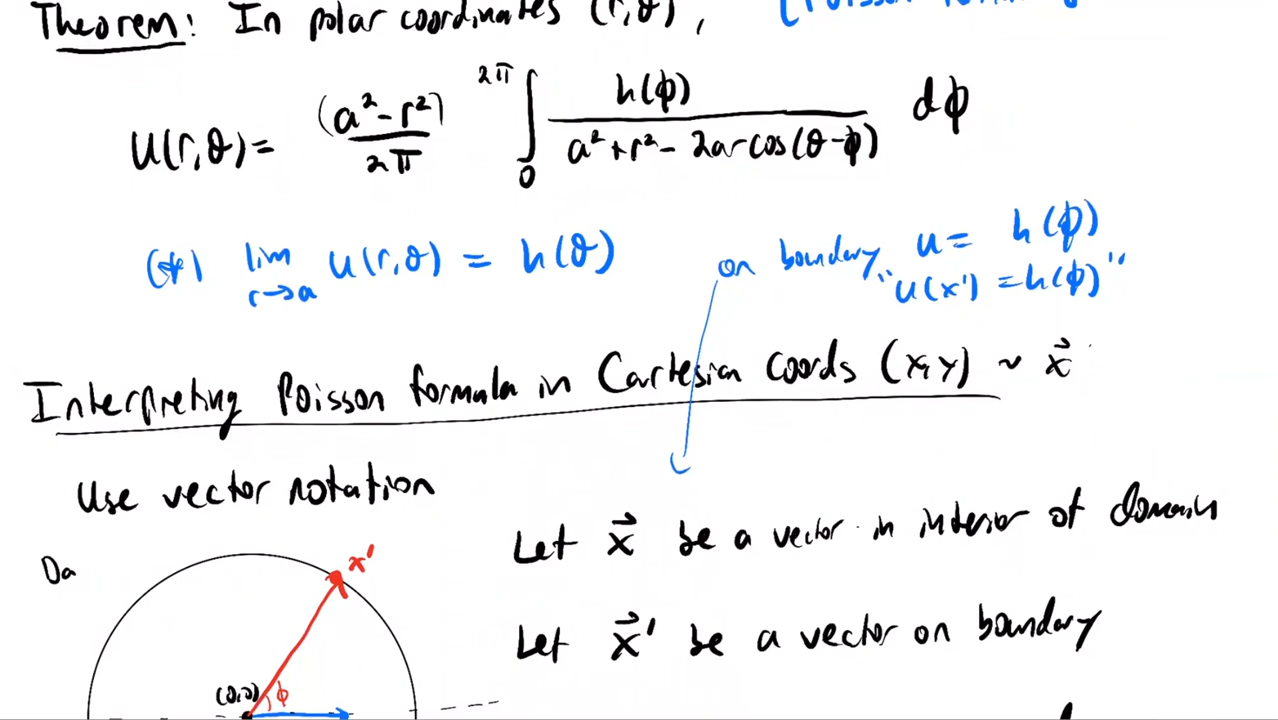 Theorem: In polar coordinates (r,θ),
U(r,θ) = (a²-r²)/2π ∫₀^2π h(ϕ)/(a²+r²-2ar cos(θ-ϕ)) dϕ
(*) lim r→a u(r,θ) = h(θ)
on boundary u = h(ϕ)
"u(x') = h(ϕ)"
Interpreting Poisson formula in Cartesian Coords (x,y) ~ x⃗
Use vector notation
Let x⃗ be a vector in interior of domain
Da
x'
Let x⃗' be a vector on boundary
(0,0) ϕ